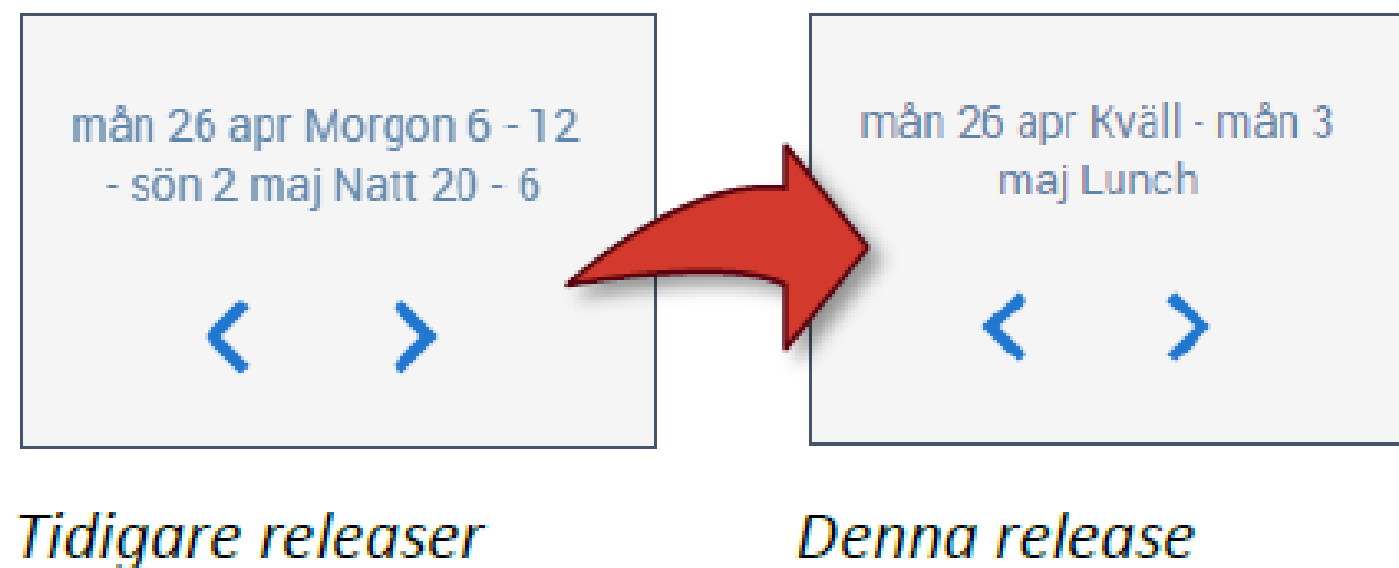 mån 26 apr Morgon 6 - 12
- sön 2 maj Natt 20 - 6
mån 26 apr Kväll - mån 3
maj Lunch
Tidigare releaser
Denna release